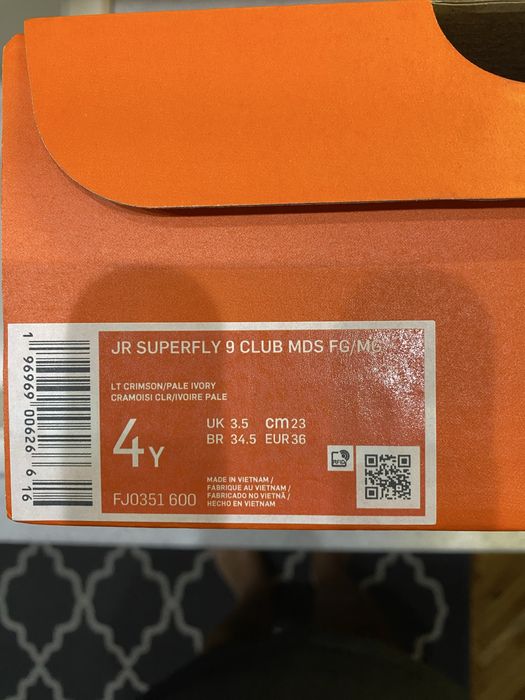 JR SUPERFLY 9 CLUB MDS FG/MG
LT CRIMSON/PALE IVORY
CRAMOISI CLR/IVOIRE PALE
4Y
UK 3.5 cm 23
BR 34.5 EUR 36
FJ0351 600
MADE IN VIETNAM /
FABRIQUE AU VIETNAM /
FABRICADO NO VIETNÃ /
HECHO EN VIETNAM
RFID
1 96969 00626 6 16